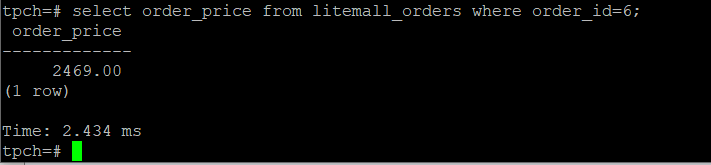 tpch=# select order_price from litemall_orders where order_id=6;
 order_price
-------------
     2469.00
(1 row)

Time: 2.434 ms
tpch=#